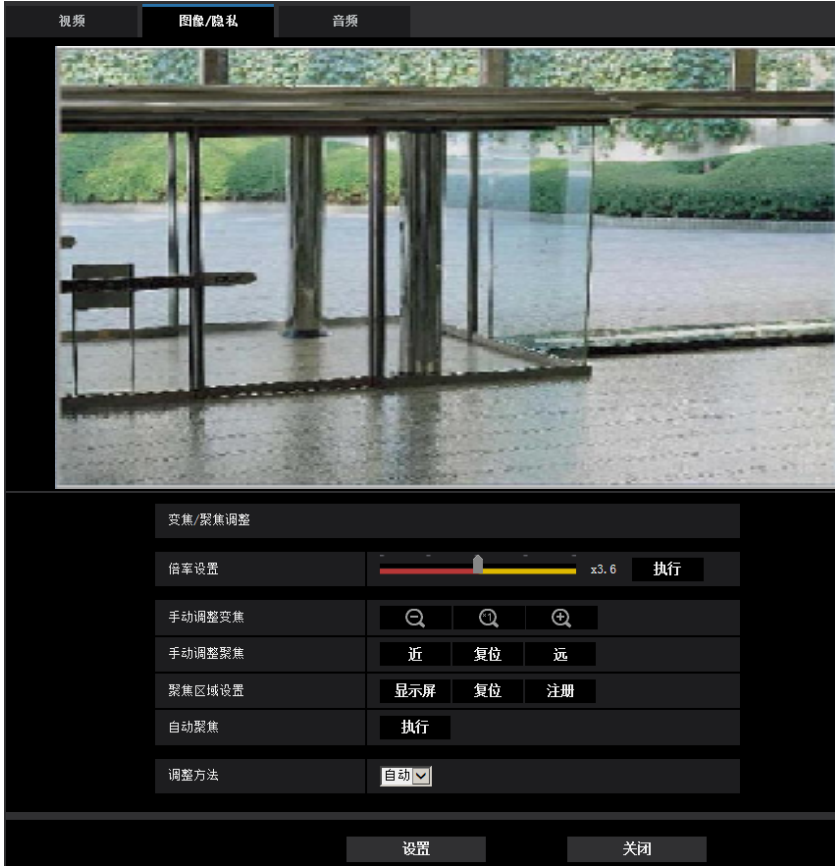 视频 图像/隐私 音频
变焦/聚焦调整
倍率设置 x3.6 执行
手动调整变焦 ×1
手动调整聚焦 近 复位 远
聚焦区域设置 显示屏 复位 注册
自动聚焦 执行
调整方法 自动
设置 关闭